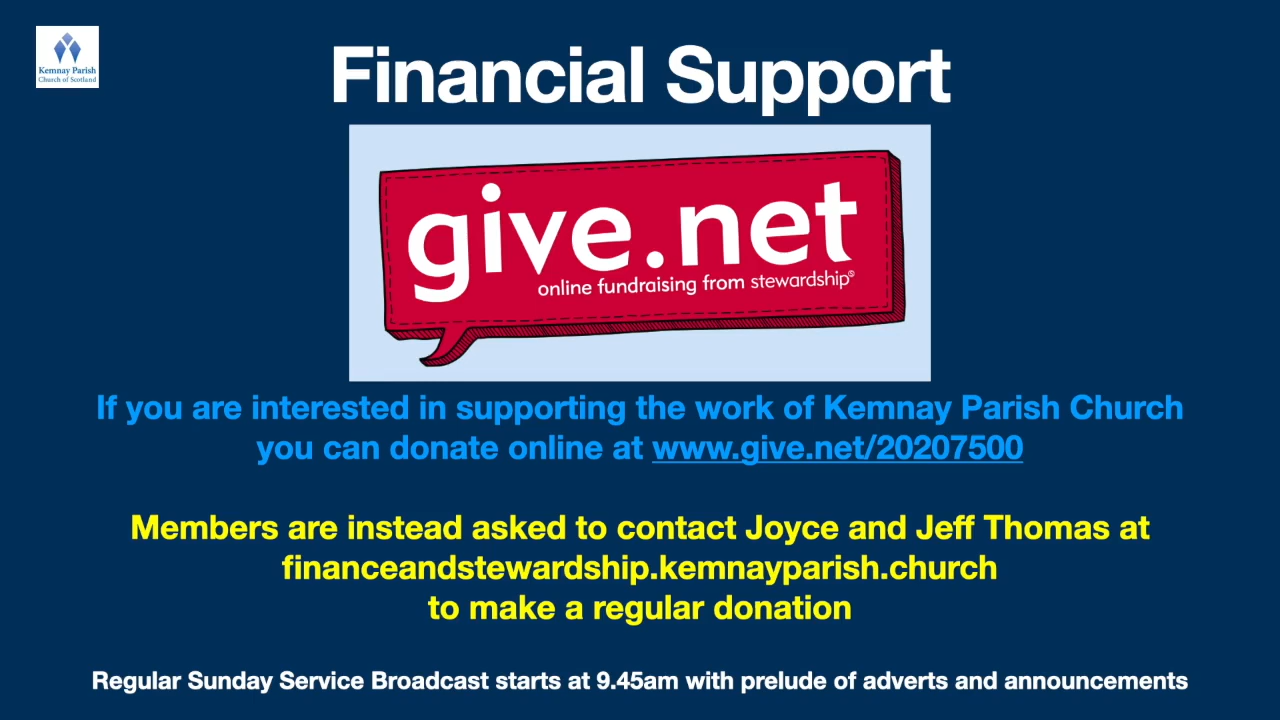 Kemnay Parish
Church of Scotland
Financial Support
give.net
online fundraising from stewardship®
If you are interested in supporting the work of Kemnay Parish Church
you can donate online at www.give.net/20207500
Members are instead asked to contact Joyce and Jeff Thomas at
financeandstewardship.kemnayparish.church
to make a regular donation
Regular Sunday Service Broadcast starts at 9.45am with prelude of adverts and announcements